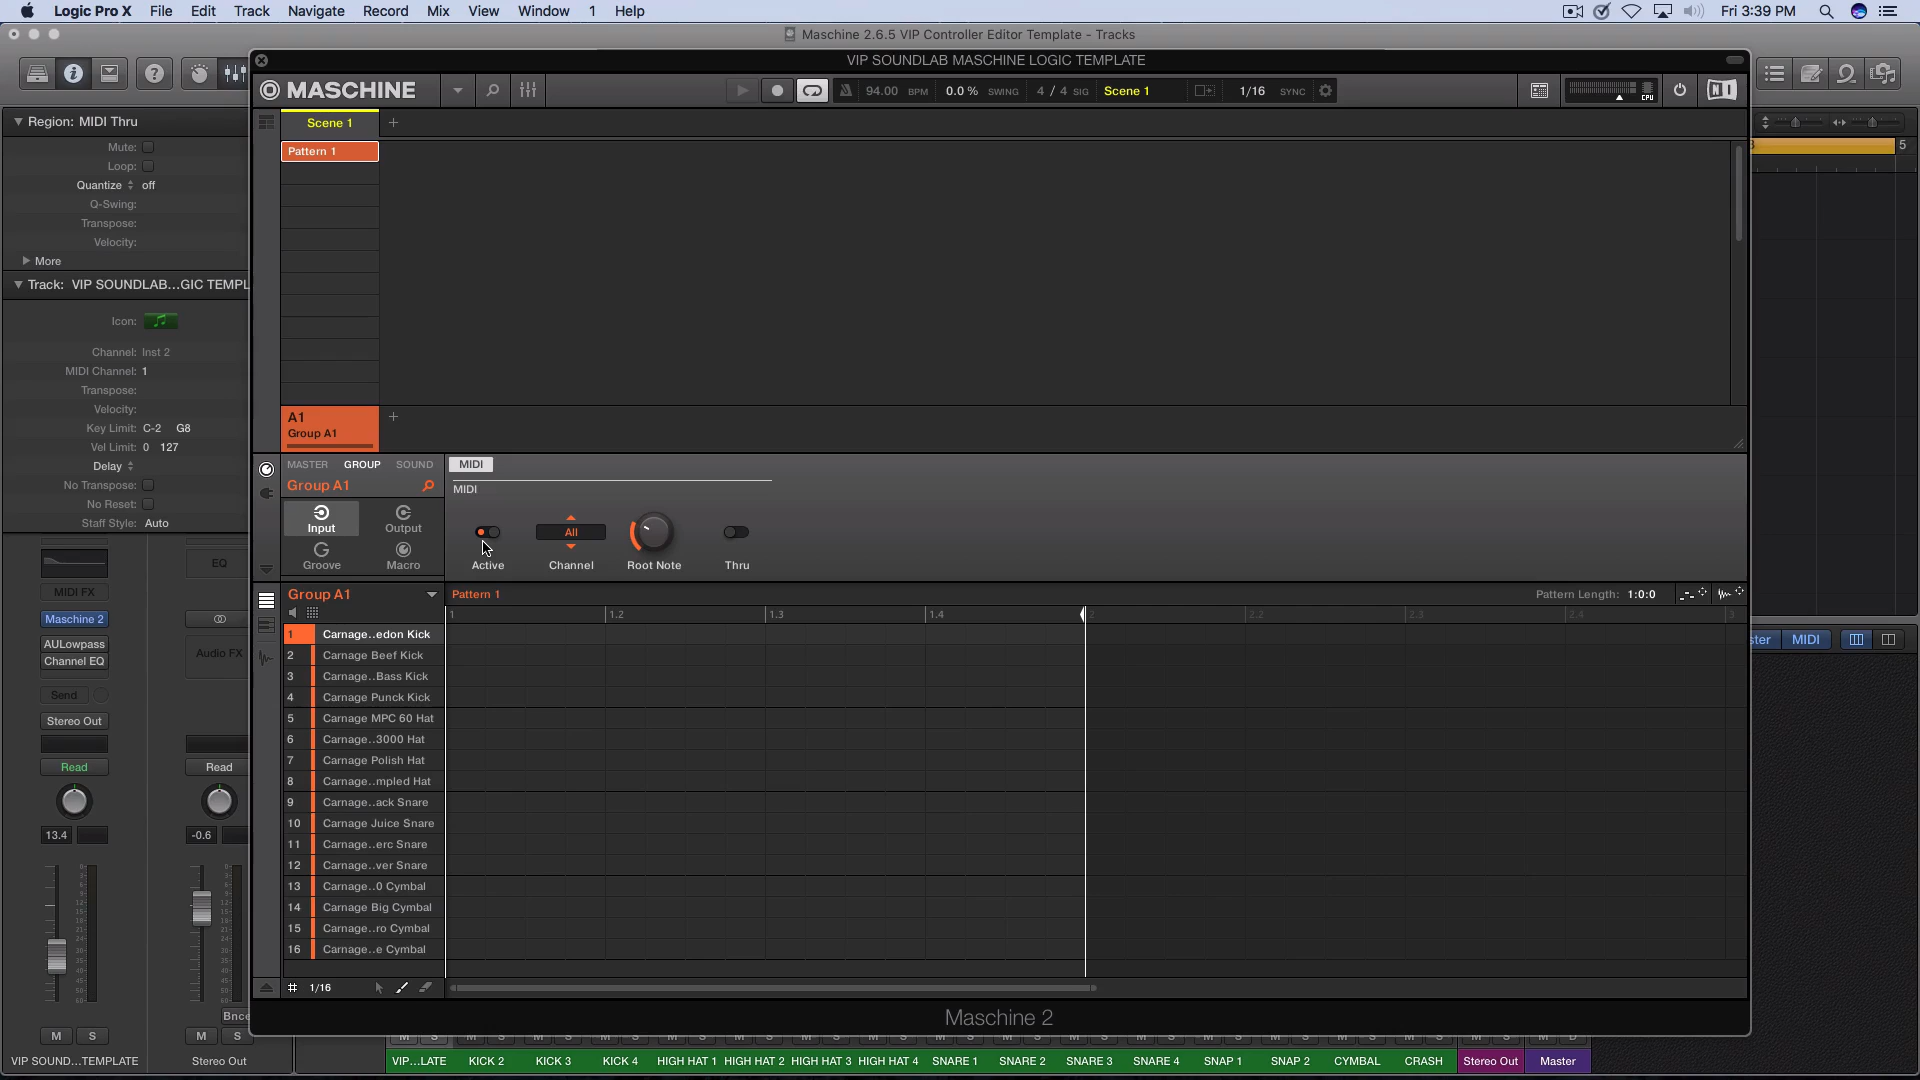 Logic Pro X File Edit Track Navigate Record Mix View Window 1 Help Fri 3:39 PM
Maschine 2.6.5 VIP Controller Editor Template - Tracks
VIP SOUNDLAB MASCHINE LOGIC TEMPLATE
MASCHINE 94.00 BPM 0.0 % SWING 4 / 4 SIG Scene 1 1/16 SYNC CPU
Region: MIDI Thru
Mute:
Loop:
Quantize off
Q-Swing:
Transpose:
Velocity:
More
Track: VIP SOUNDLAB...GIC TEMPL
Icon:
Channel: Inst 2
MIDI Channel: 1
Transpose:
Velocity:
Key Limit: C-2 G8
Vel Limit: 0 127
Delay
No Transpose:
No Reset:
Staff Style: Auto
Scene 1 +
5
Pattern 1
A1 +
Group A1
MASTER GROUP SOUND MIDI
Group A1 MIDI
Input Output
Groove Macro
All
Active Channel Root Note Thru
Group A1 Pattern 1 Pattern Length: 1:0:0
1 1.2 1.3 1.4 2 2.2 2.3 2.4 3
1 Carnage..edon Kick
2 Carnage Beef Kick
3 Carnage..Bass Kick
4 Carnage Punck Kick
5 Carnage MPC 60 Hat
6 Carnage..3000 Hat
7 Carnage Polish Hat
8 Carnage..mpled Hat
9 Carnage..ack Snare
10 Carnage Juice Snare
11 Carnage..erc Snare
12 Carnage..ver Snare
13 Carnage..0 Cymbal
14 Carnage Big Cymbal
15 Carnage..ro Cymbal
16 Carnage..e Cymbal
1/16
Maschine 2
EQ
MIDI FX
Maschine 2
AULowpass
Channel EQ
Audio FX
Send
Stereo Out
Read Read
13.4 -0.6
Bnce
M S M S
VIP SOUND...TEMPLATE Stereo Out
ster MIDI
VIP...LATE KICK 2 KICK 3 KICK 4 HIGH HAT 1 HIGH HAT 2 HIGH HAT 3 HIGH HAT 4 SNARE 1 SNARE 2 SNARE 3 SNARE 4 SNAP 1 SNAP 2 CYMBAL CRASH Stereo Out Master